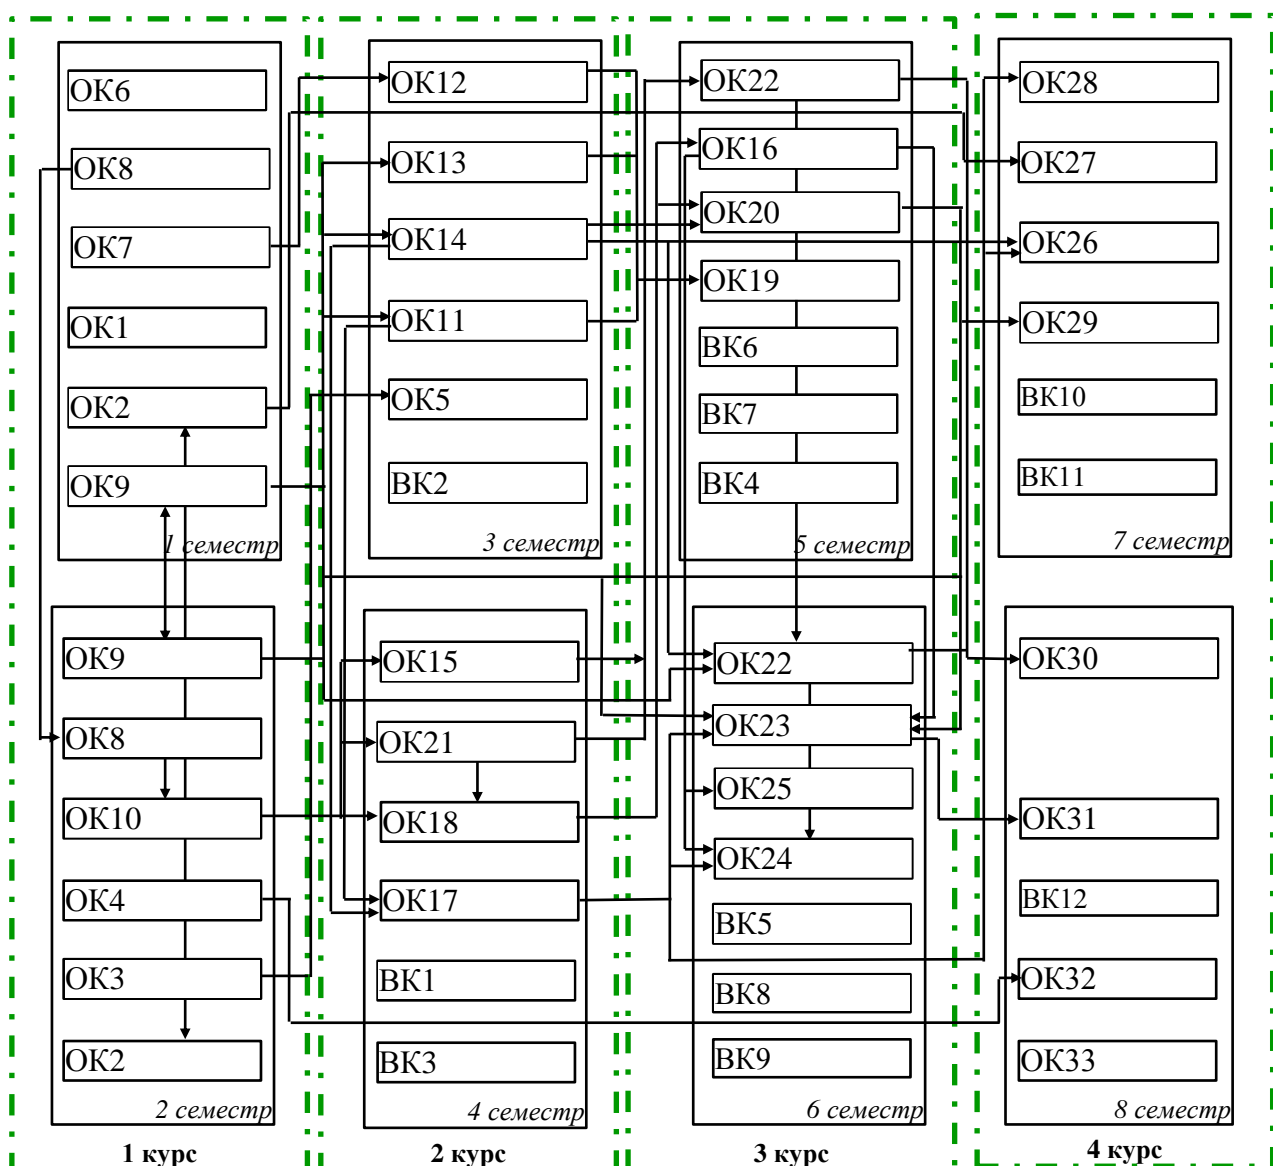 ОК6
ОК8
ОК7
ОК1
ОК2
ОК9
1 семестр
ОК9
ОК8
ОК10
ОК4
ОК3
ОК2
2 семестр
1 курс
ОК12
ОК13
ОК14
ОК11
ОК5
ВК2
3 семестр
ОК15
ОК21
ОК18
ОК17
ВК1
ВК3
4 семестр
2 курс
ОК22
ОК16
ОК20
ОК19
ВК6
ВК7
ВК4
5 семестр
ОК22
ОК23
ОК25
ОК24
ВК5
ВК8
ВК9
6 семестр
3 курс
ОК28
ОК27
ОК26
ОК29
ВК10
ВК11
7 семестр
ОК30
ОК31
ВК12
ОК32
ОК33
8 семестр
4 курс